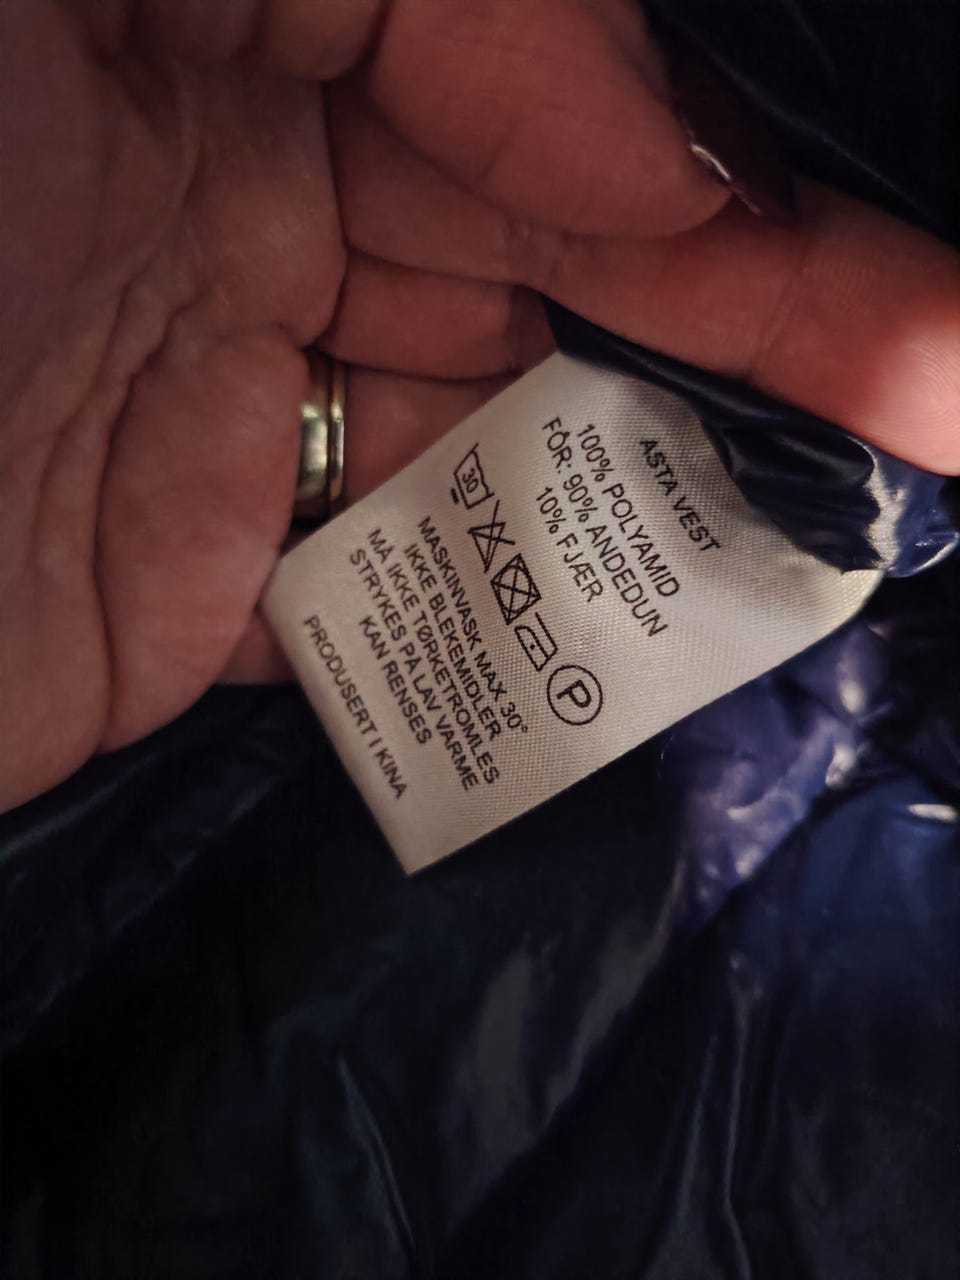 ASTA VEST
100% POLYAMID
FÔR: 90% ANDEDUN
10% FJÆR
30
P
MASKINVASK MAX 30°
IKKE BLEKEMIDLER
MÅ IKKE TØRKETROMLES
STRYKES PÅ LAV VARME
KAN RENSES
PRODUSERT I KINA